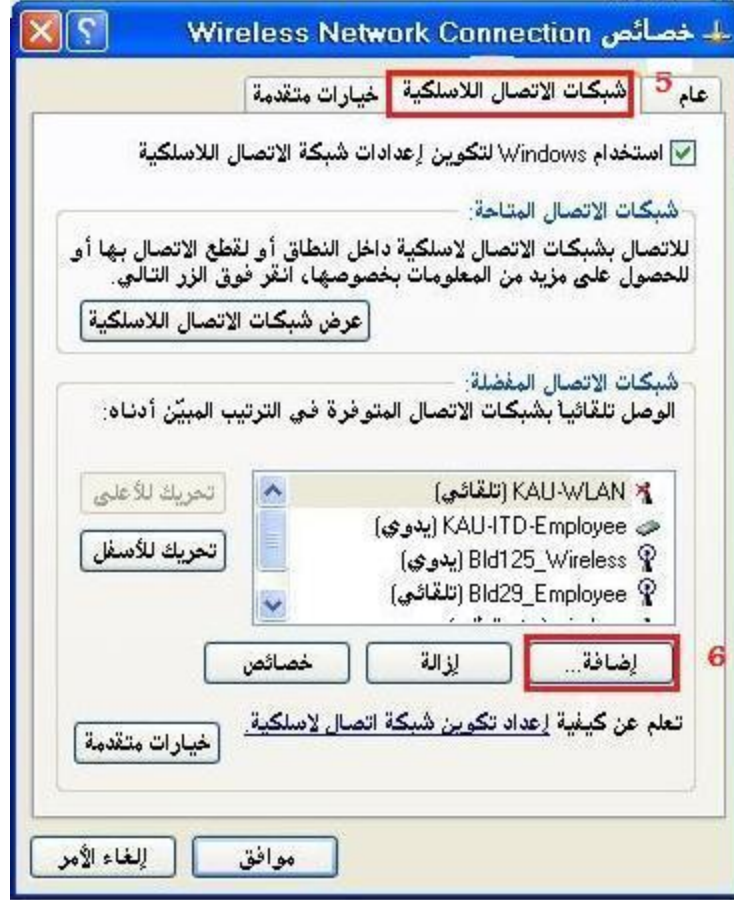 خصائص Wireless Network Connection
عام
5
شبكات الاتصال اللاسلكية
خيارات متقدمة
استخدام Windows لتكوين إعدادات شبكة الاتصال اللاسلكية
شبكات الاتصال المتاحة:
للاتصال بشبكات الاتصال لاسلكية داخل النطاق أو لقطع الاتصال بها أو
للحصول على مزيد من المعلومات بخصوصها، انقر فوق الزر التالي.
عرض شبكات الاتصال اللاسلكية
شبكات الاتصال المفضلة:
الوصل تلقائياً بشبكات الاتصال المتوفرة في الترتيب المبيّن أدناه:
KAU-WLAN (تلقائي)
KAU-ITD-Employee (يدوي)
Bld125_Wireless (يدوي)
Bld29_Employee (تلقائي)
تحريك للأعلى
تحريك للأسفل
6
إضافة...
إزالة
خصائص
تعلم عن كيفية إعداد تكوين شبكة اتصال لاسلكية.
خيارات متقدمة
موافق
إلغاء الأمر